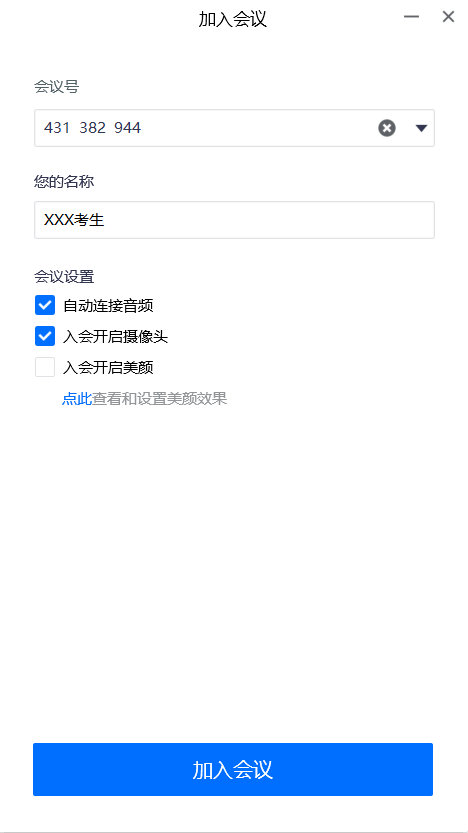 加入会议
会议号
431 382 944
您的名称
XXX考生
会议设置
自动连接音频
入会开启摄像头
入会开启美颜
点此查看和设置美颜效果
加入会议